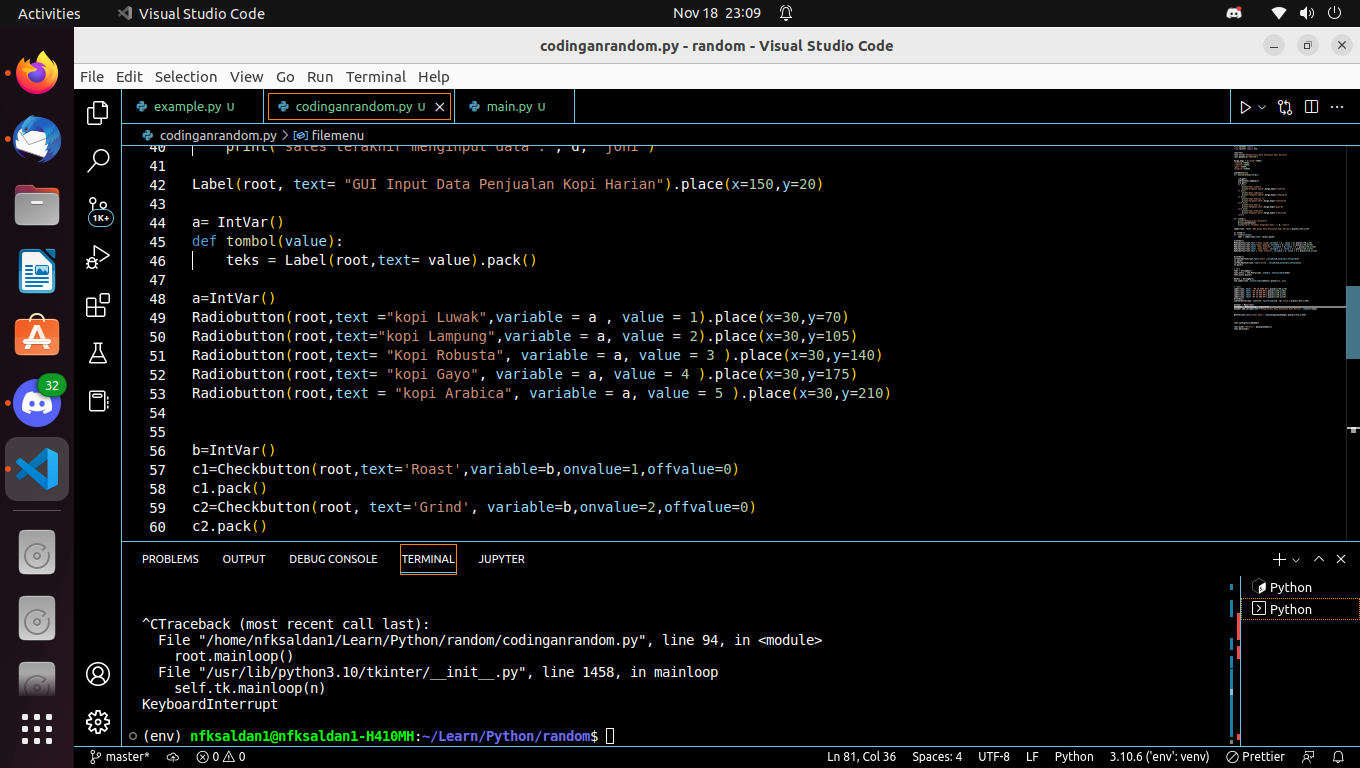 Activities
Visual Studio Code
Nov 18 23:09
codinganrandom.py - random - Visual Studio Code
File Edit Selection View Go Run Terminal Help
example.py U
codinganrandom.py U
main.py U
codinganrandom.py > filemenu
40 print("sales terakhir menginput data :", d, "joni")
41
42 Label(root, text= "GUI Input Data Penjualan Kopi Harian").place(x=150,y=20)
43
44 a= IntVar()
45 def tombol(value):
46 teks = Label(root,text= value).pack()
47
48 a=IntVar()
49 Radiobutton(root,text ="kopi Luwak",variable = a , value = 1).place(x=30,y=70)
50 Radiobutton(root,text="kopi Lampung",variable = a, value = 2).place(x=30,y=105)
51 Radiobutton(root,text= "Kopi Robusta", variable = a, value = 3 ).place(x=30,y=140)
52 Radiobutton(root,text= "kopi Gayo", variable = a, value = 4 ).place(x=30,y=175)
53 Radiobutton(root,text = "kopi Arabica", variable = a, value = 5 ).place(x=30,y=210)
54
55
56 b=IntVar()
57 c1=Checkbutton(root,text='Roast',variable=b,onvalue=1,offvalue=0)
58 c1.pack()
59 c2=Checkbutton(root, text='Grind', variable=b,onvalue=2,offvalue=0)
60 c2.pack()
1K+
32
PROBLEMS OUTPUT DEBUG CONSOLE TERMINAL JUPYTER
Python
Python
^CTraceback (most recent call last):
File "/home/nfksaldan1/Learn/Python/random/codinganrandom.py", line 94, in <module>
root.mainloop()
File "/usr/lib/python3.10/tkinter/__init__.py", line 1458, in mainloop
self.tk.mainloop(n)
KeyboardInterrupt
(env) nfksaldan1@nfksaldan1-H410MH:~/Learn/Python/random$
master* 0 0 Ln 81, Col 36 Spaces: 4 UTF-8 LF Python 3.10.6 ('env': venv) Prettier